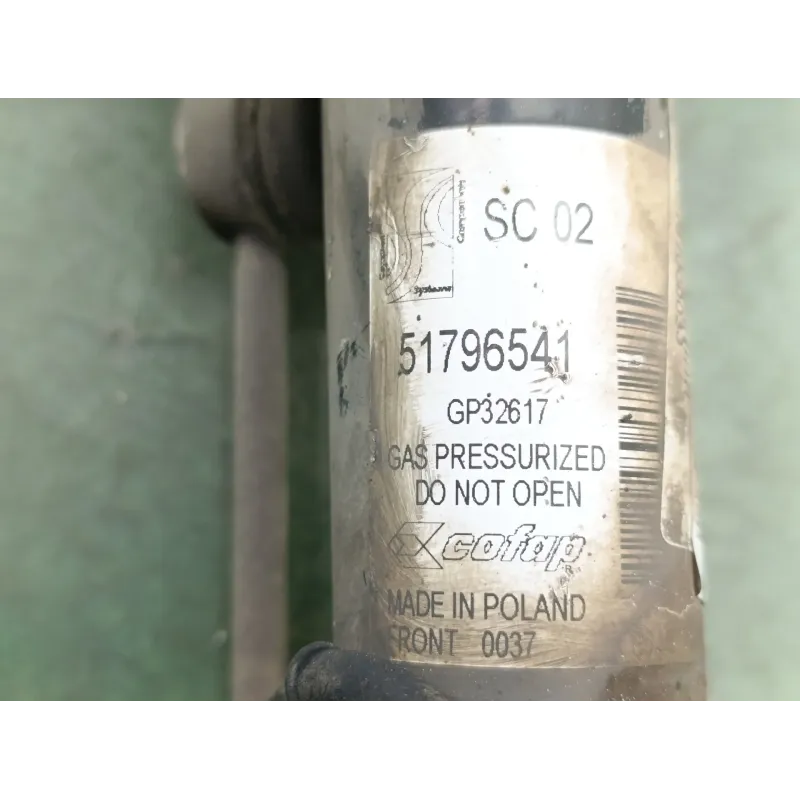 SC 02
51796541
GP32617
GAS PRESSURIZED
DO NOT OPEN
cofap
MADE IN POLAND
FRONT 0037